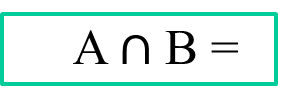 A ∩ B =